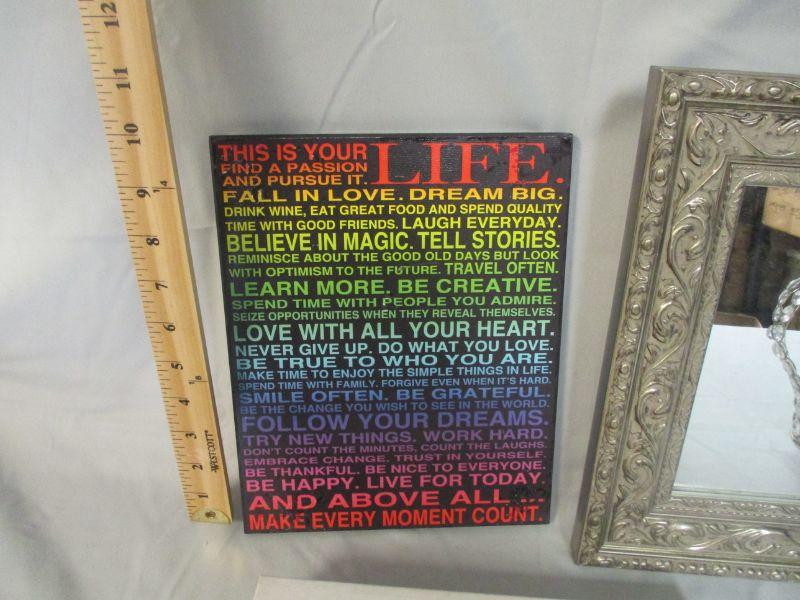 THIS IS YOUR LIFE.
FIND A PASSION
AND PURSUE IT.
FALL IN LOVE. DREAM BIG.
DRINK WINE, EAT GREAT FOOD AND SPEND QUALITY
TIME WITH GOOD FRIENDS. LAUGH EVERYDAY.
BELIEVE IN MAGIC. TELL STORIES.
REMINISCE ABOUT THE GOOD OLD DAYS BUT LOOK
WITH OPTIMISM TO THE FUTURE. TRAVEL OFTEN.
LEARN MORE. BE CREATIVE.
SPEND TIME WITH PEOPLE YOU ADMIRE.
SEIZE OPPORTUNITIES WHEN THEY REVEAL THEMSELVES.
LOVE WITH ALL YOUR HEART.
NEVER GIVE UP. DO WHAT YOU LOVE.
BE TRUE TO WHO YOU ARE.
MAKE TIME TO ENJOY THE SIMPLE THINGS IN LIFE.
SPEND TIME WITH FAMILY. FORGIVE EVEN WHEN IT'S HARD.
SMILE OFTEN. BE GRATEFUL.
BE THE CHANGE YOU WISH TO SEE IN THE WORLD.
FOLLOW YOUR DREAMS.
TRY NEW THINGS. WORK HARD.
DON'T COUNT THE MINUTES, COUNT THE LAUGHS.
EMBRACE CHANGE. TRUST IN YOURSELF.
BE THANKFUL. BE NICE TO EVERYONE.
BE HAPPY. LIVE FOR TODAY.
AND ABOVE ALL...
MAKE EVERY MOMENT COUNT.
12
11
10
9 1/4
8
7
6
5 1/8
4
3
2
1
WESTCOTT